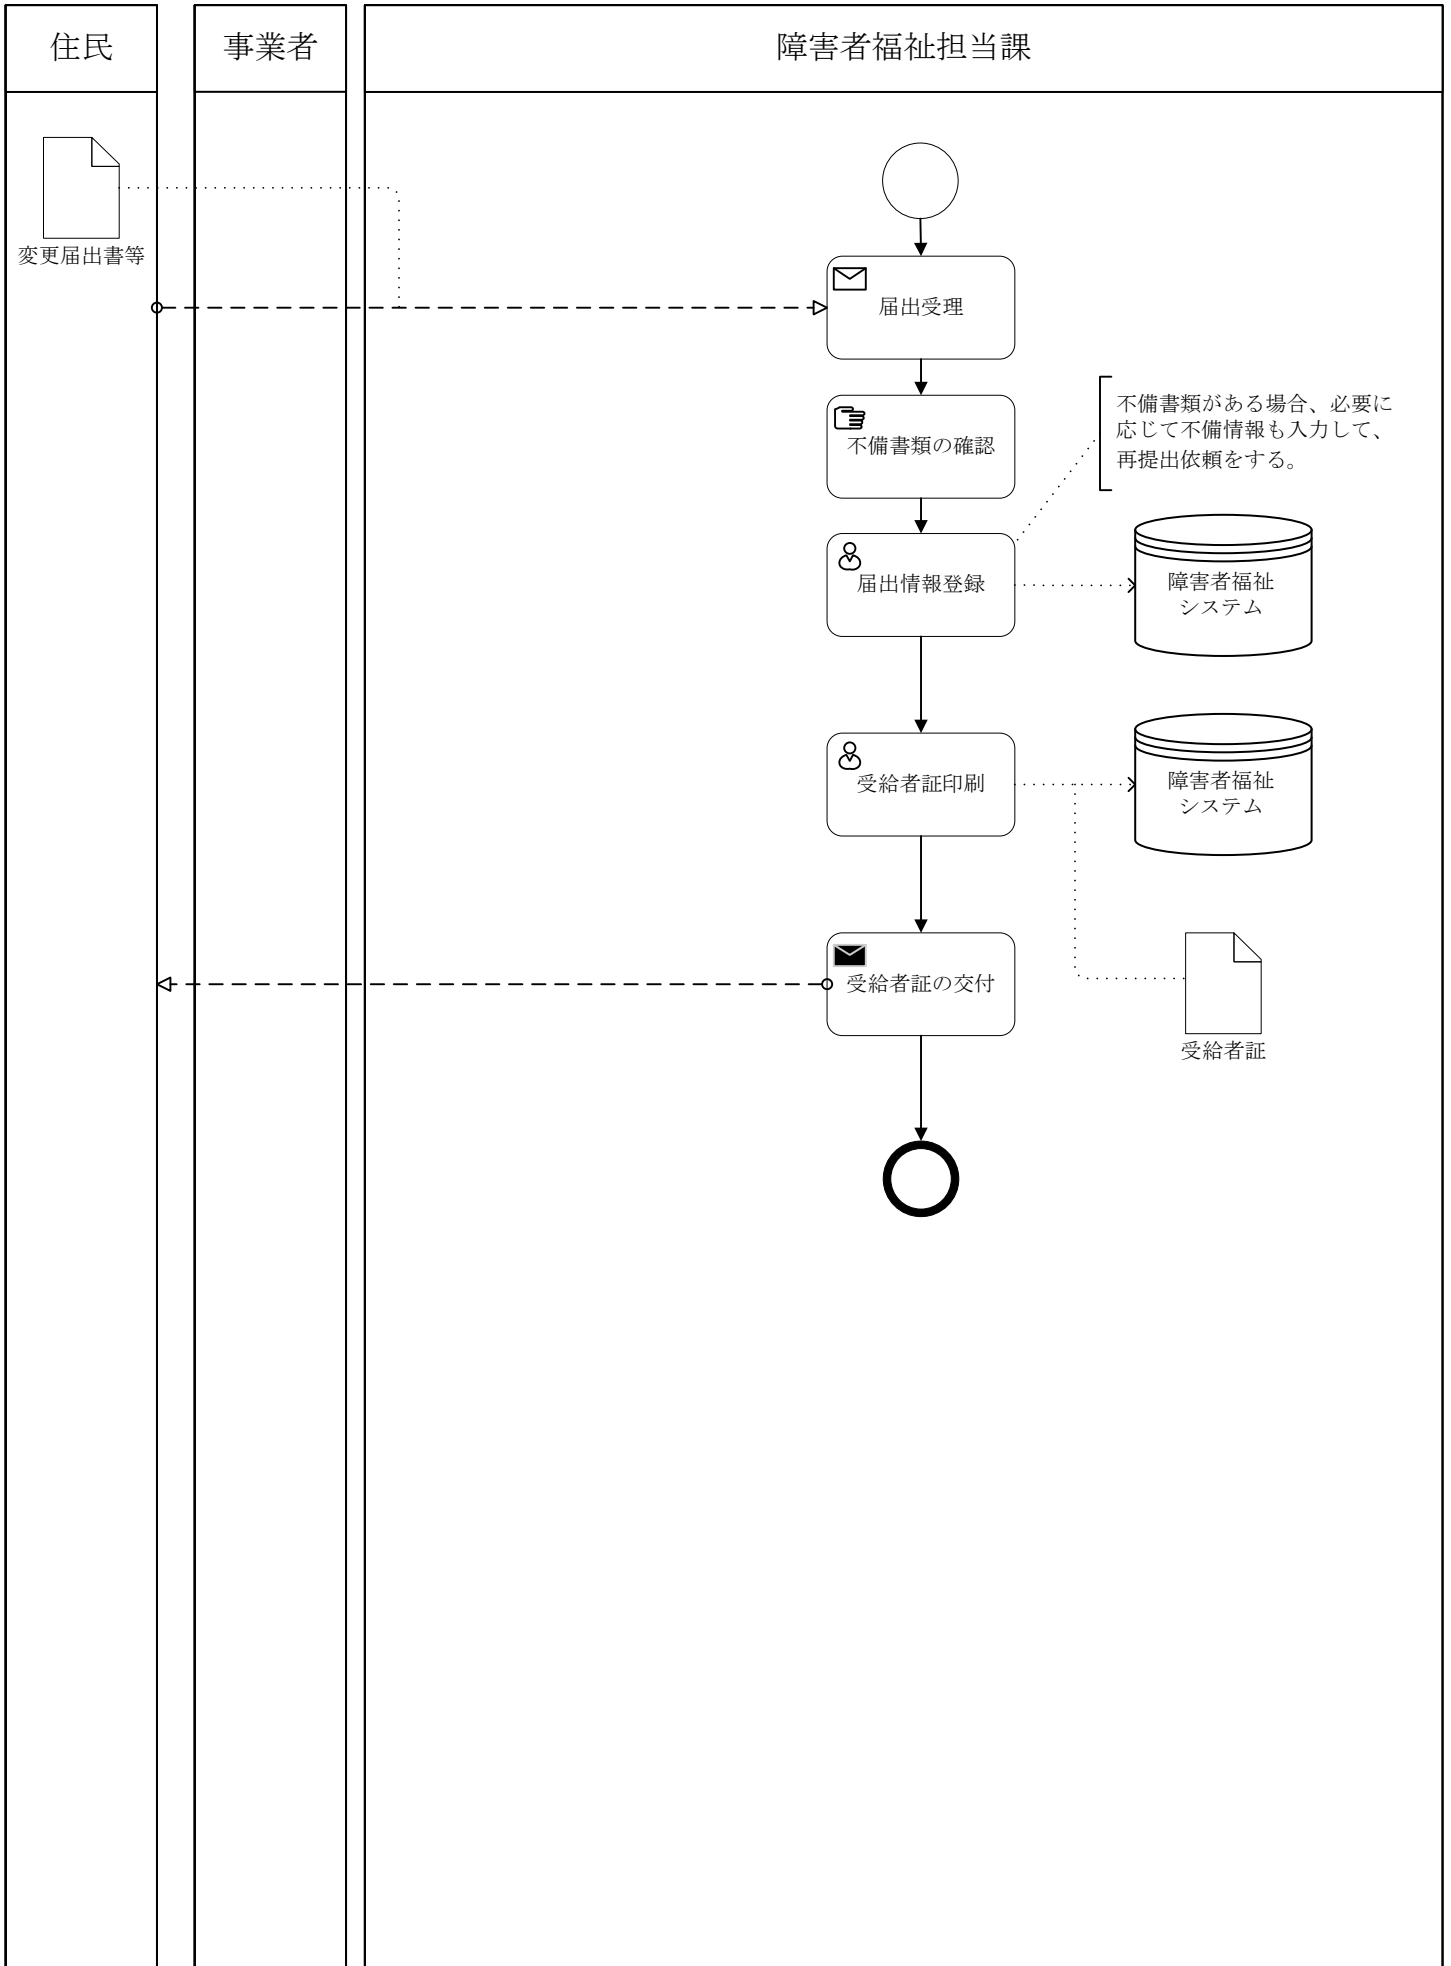 住民
事業者
障害者福祉担当課
変更届出書等
届出受理
不備書類の確認
不備書類がある場合、必要に
応じて不備情報も入力して、
再提出依頼をする。
届出情報登録
障害者福祉
システム
受給者証印刷
障害者福祉
システム
受給者証の交付
受給者証